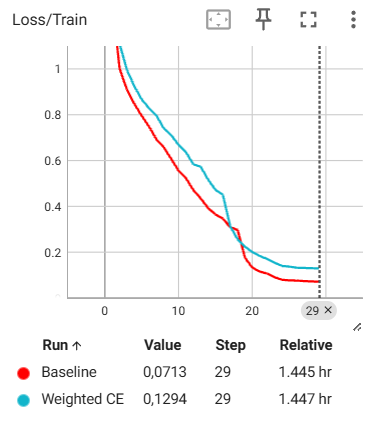 Loss/Train
1
0.8
0.6
0.4
0.2
0 10 20 29 ×
Run ↑ Value Step Relative
Baseline 0,0713 29 1.445 hr
Weighted CE 0,1294 29 1.447 hr